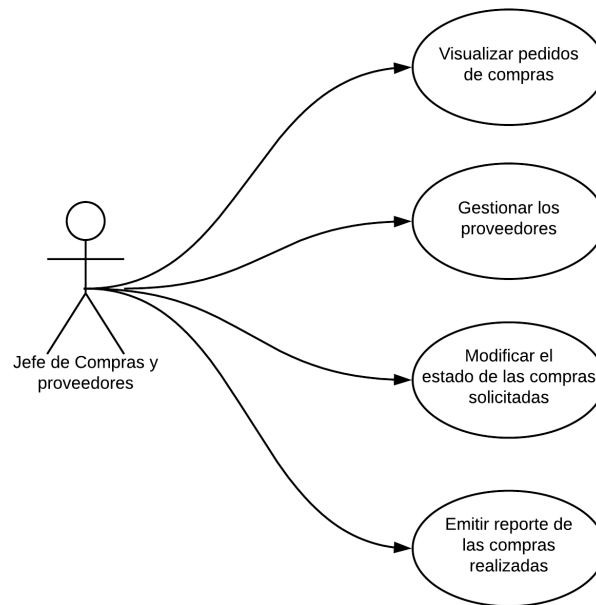 Visualizar pedidos
de compras
Gestionar los
proveedores
Jefe de Compras y
proveedores
Modificar el
estado de las compras
solicitadas
Emitir reporte de
las compras
realizadas